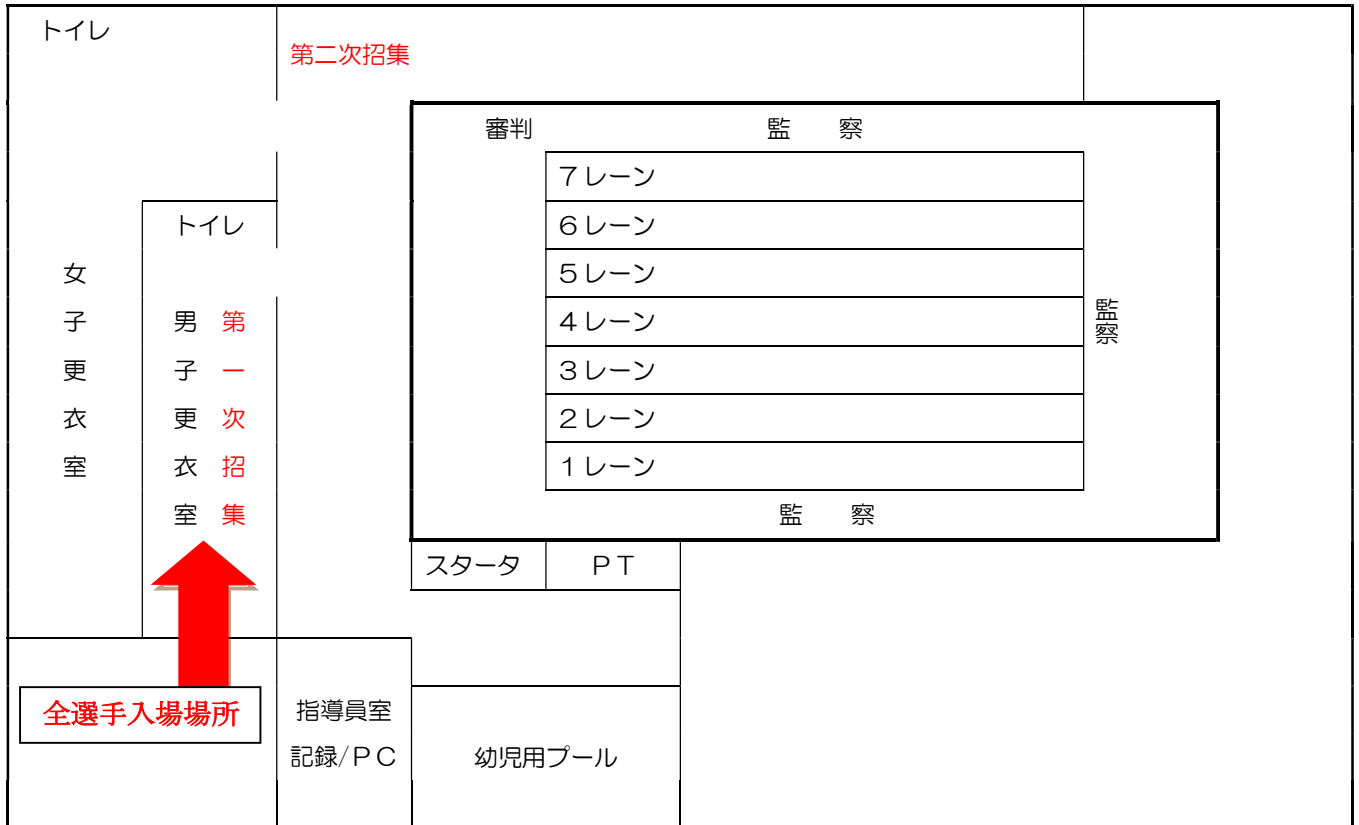 トイレ
第二次招集
審判
監　察
７レーン
トイレ
６レーン
５レーン
４レーン
３レーン
２レーン
１レーン
監察
女子更衣室
男子更衣室
第一次招集
監　察
スタータ
ＰＴ
全選手入場場所
指導員室
記録/ＰＣ
幼児用プール